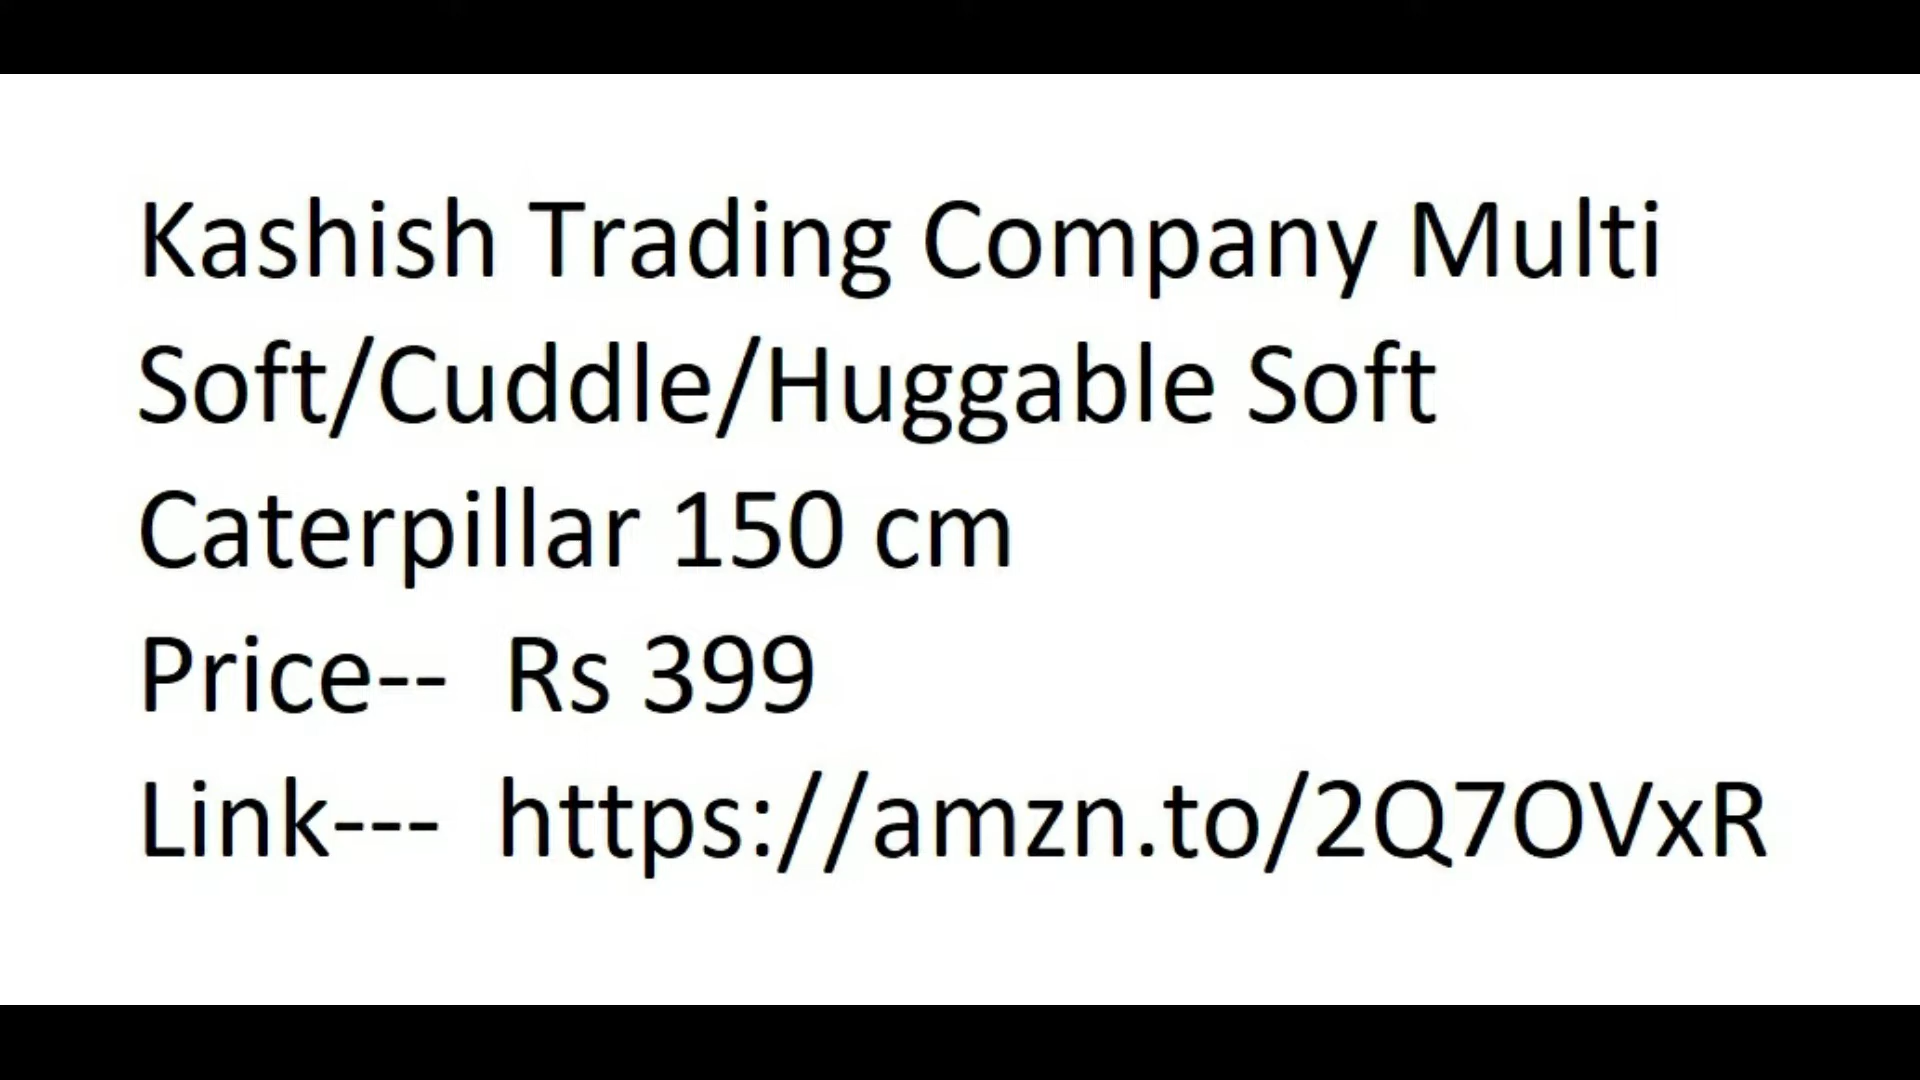 Kashish Trading Company Multi
Soft/Cuddle/Huggable Soft
Caterpillar 150 cm
Price--  Rs 399
Link---  https://amzn.to/2Q7OVxR